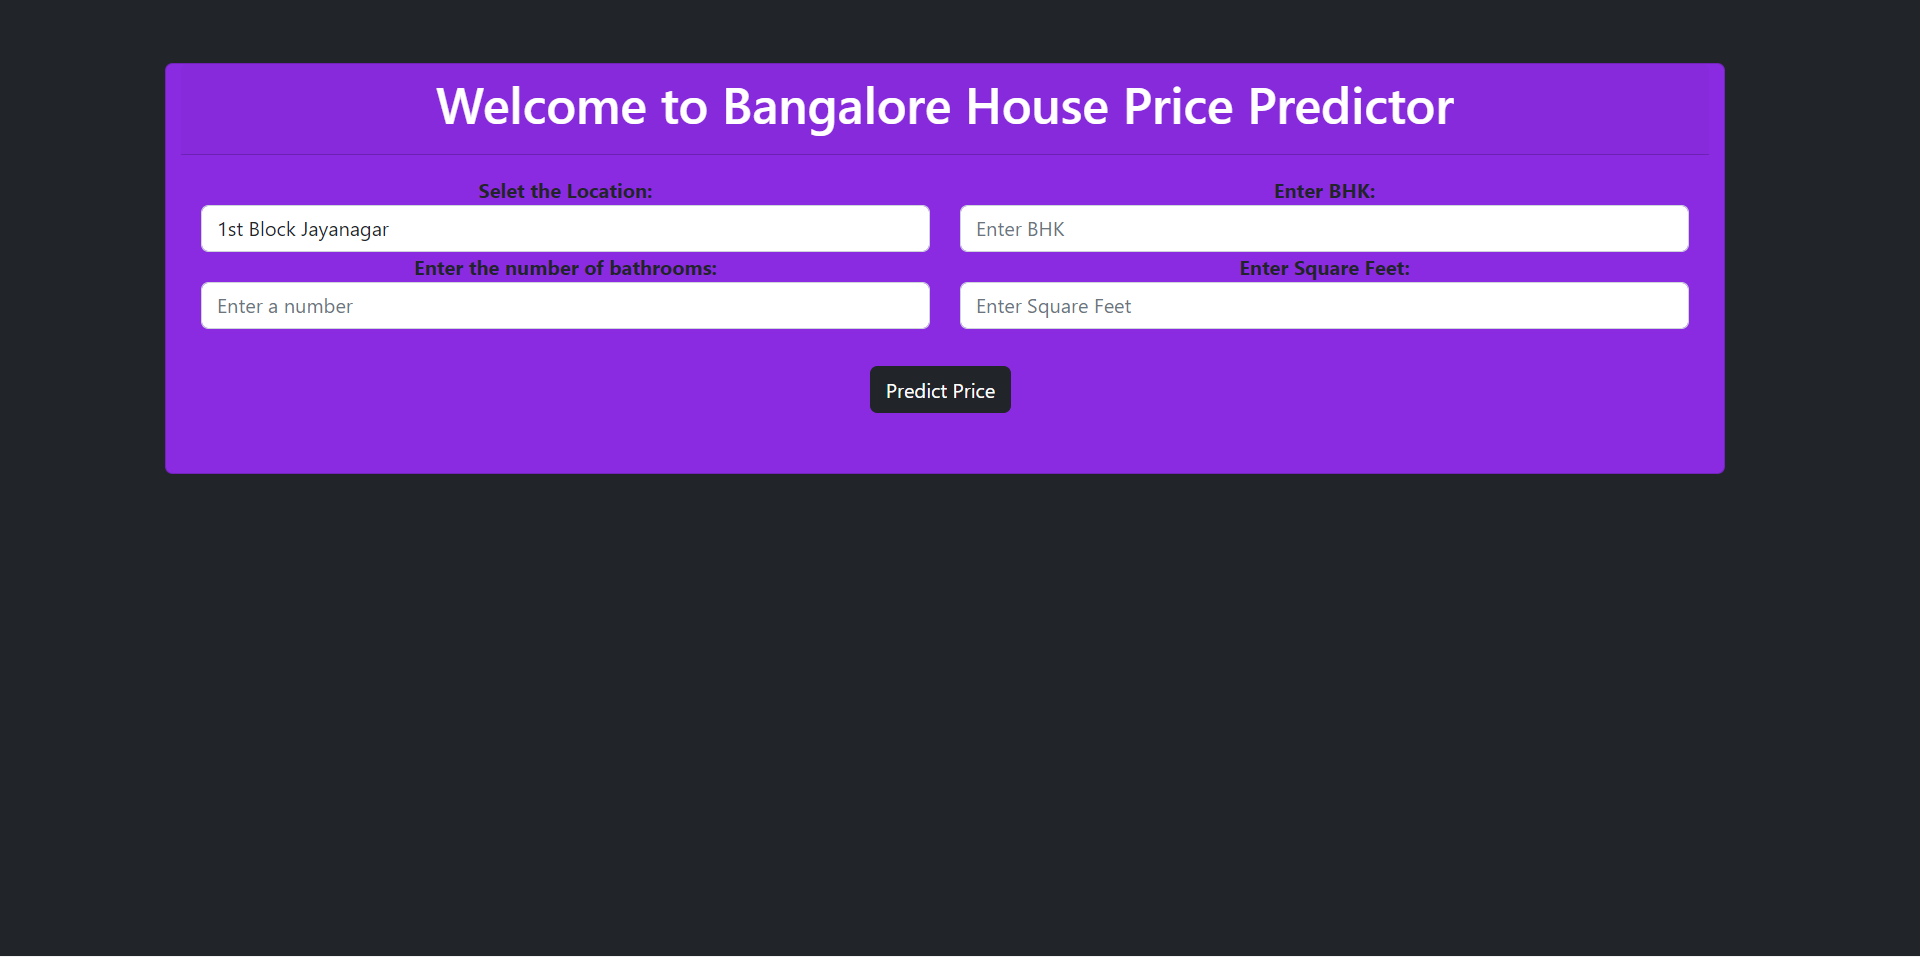 Welcome to Bangalore House Price Predictor
Selet the Location:
Enter BHK:
1st Block Jayanagar
Enter BHK
Enter the number of bathrooms:
Enter Square Feet:
Enter a number
Enter Square Feet
Predict Price